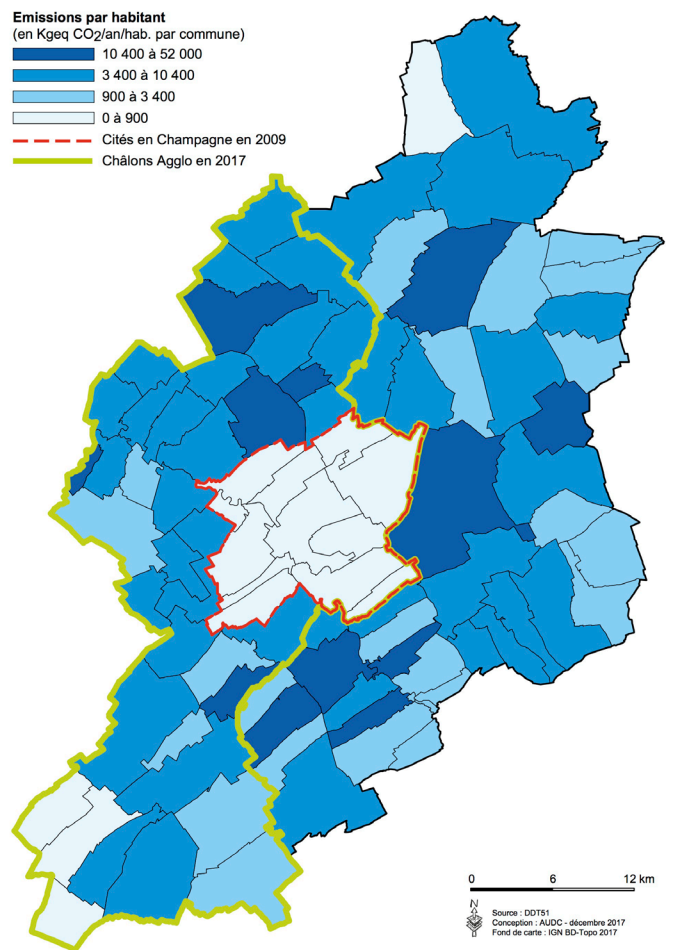 Emissions par habitant
(en Kgeq CO2/an/hab. par commune)
10 400 à 52 000
3 400 à 10 400
900 à 3 400
0 à 900
Cités en Champagne en 2009
Châlons Agglo en 2017
0 6 12 km
N
Source : DDT51
Conception : AUDC - décembre 2017
Fond de carte : IGN BD-Topo 2017